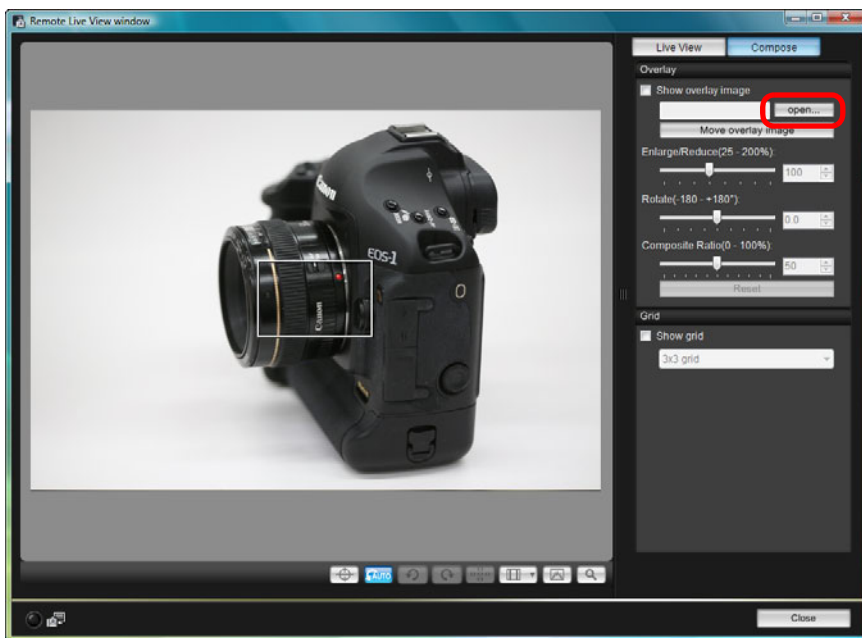 Remote Live View window
Live View
Compose
Overlay
Show overlay image
open...
Move overlay image
Enlarge/Reduce(25 - 200%):
100
Rotate(-180 - +180°):
0.0
Composite Ratio(0 - 100%):
50
Reset
Grid
Show grid
3x3 grid
Canon
EOS-1
Canon
AUTO
Close